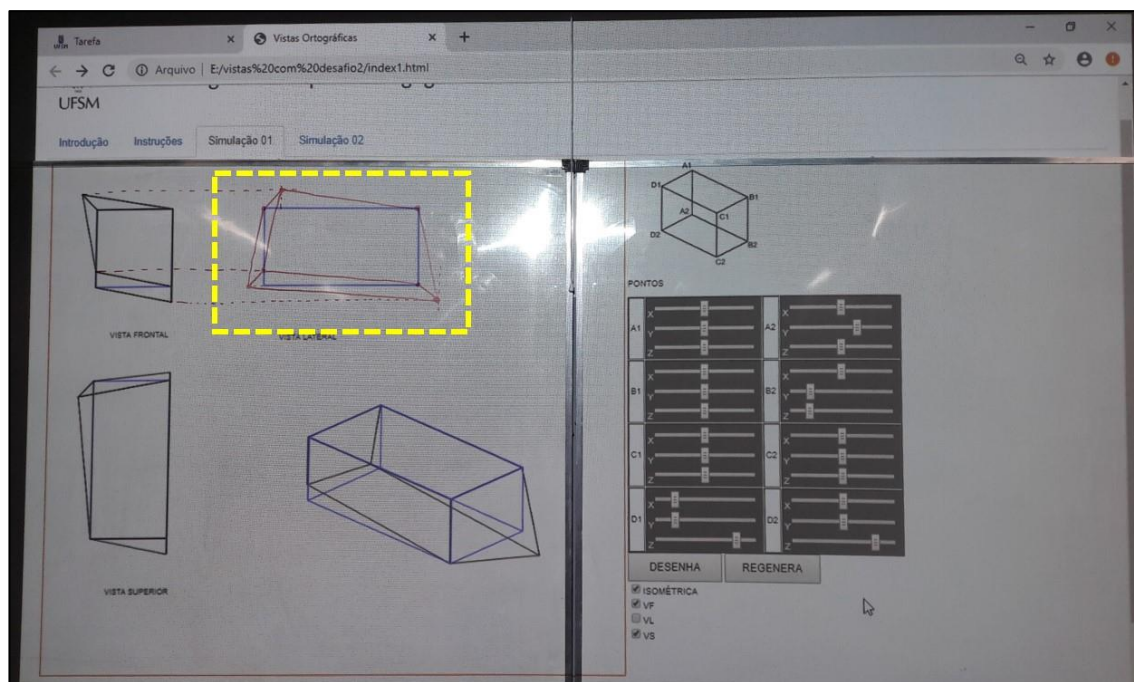 Tarefa × Vistas Ortográficas × +
Arquivo | E:/vistas%20com%20desafio2/index1.html
UFSM
Introdução Instruções Simulação 01 Simulação 02
A1
D1 B1
A2 C1
D2 B2
C2
PONTOS
A1 X Y Z A2 X Y Z
B1 X Y Z B2 X Y Z
C1 X Y Z C2 X Y Z
D1 X Y Z D2 X Y Z
VISTA FRONTAL VISTA LATERAL
DESENHA REGENERA
ISOMÉTRICA
VF
VL
VS
VISTA SUPERIOR